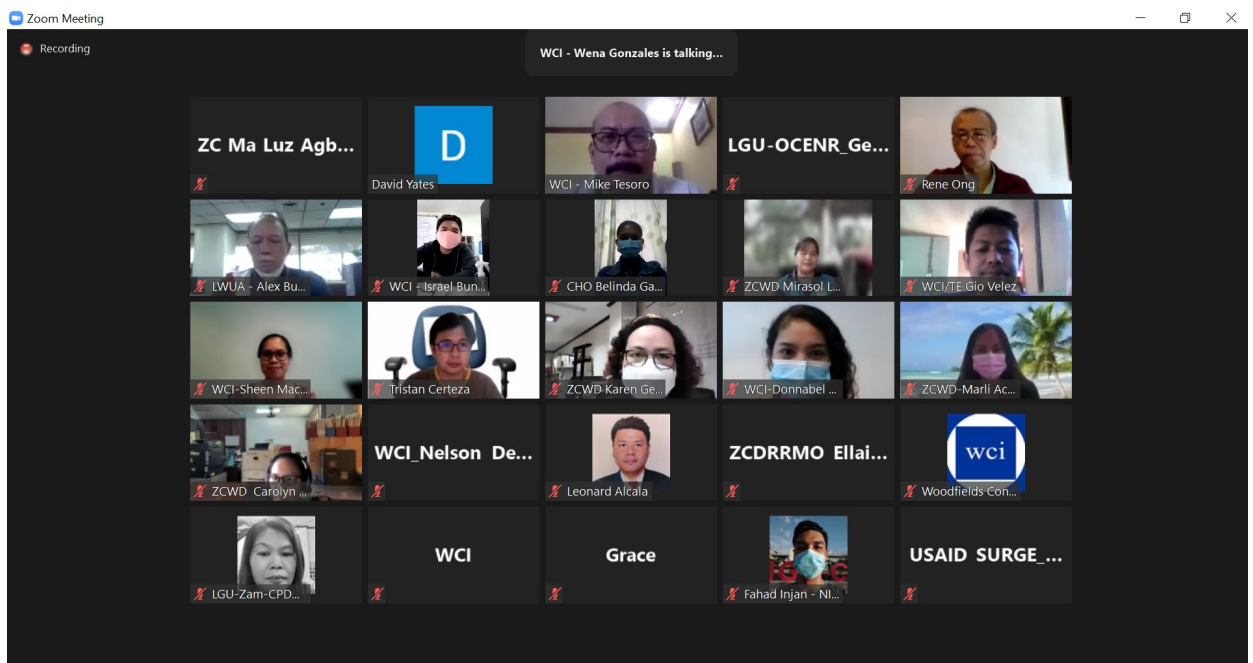 Zoom Meeting
Recording
WCI - Wena Gonzales is talking...
ZC Ma Luz Agb...
D
David Yates
WCI - Mike Tesoro
LGU-OCENR_Ge...
Rene Ong
LWUA - Alex Bu...
WCI - Israel Bun...
CHO Belinda Ga...
ZCWD Mirasol L...
WCI/TE Gio Velez
WCI-Sheen Mac...
Tristan Certeza
ZCWD Karen Ge...
WCI-Donnabel ...
ZCWD-Marli Ac...
ZCWD Carolyn ...
WCI_Nelson De...
Leonard Alcala
ZCDRRMO Ellai...
wci
Woodfields Con...
LGU-Zam-CPD...
WCI
Grace
Fahad Injan - NI...
USAID SURGE_...